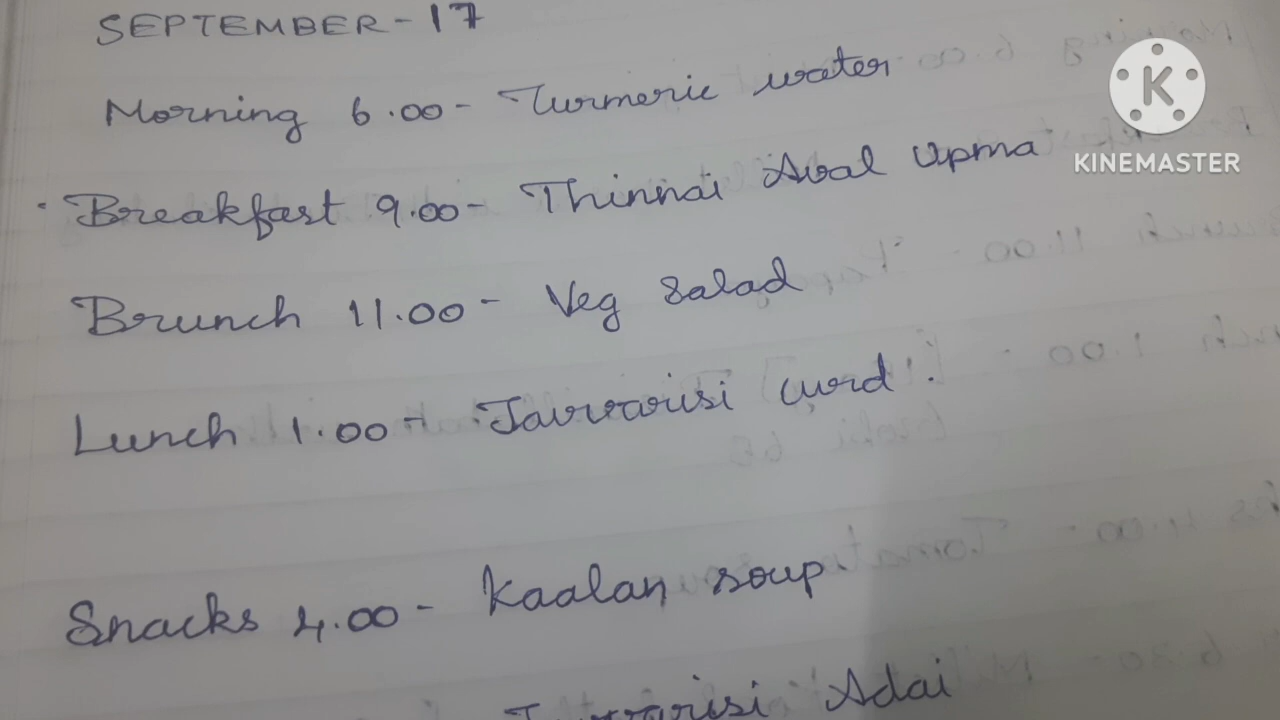 SEPTEMBER - 17
Morning 6.00 - Turmeric water
Breakfast 9.00 - Thinnai Aval Upma
Brunch 11.00 - Veg salad
Lunch 1.00 - Javvarisi curd.
Snacks 4.00 - Kaalan soup
Javvarisi Adai
K
KINEMASTER